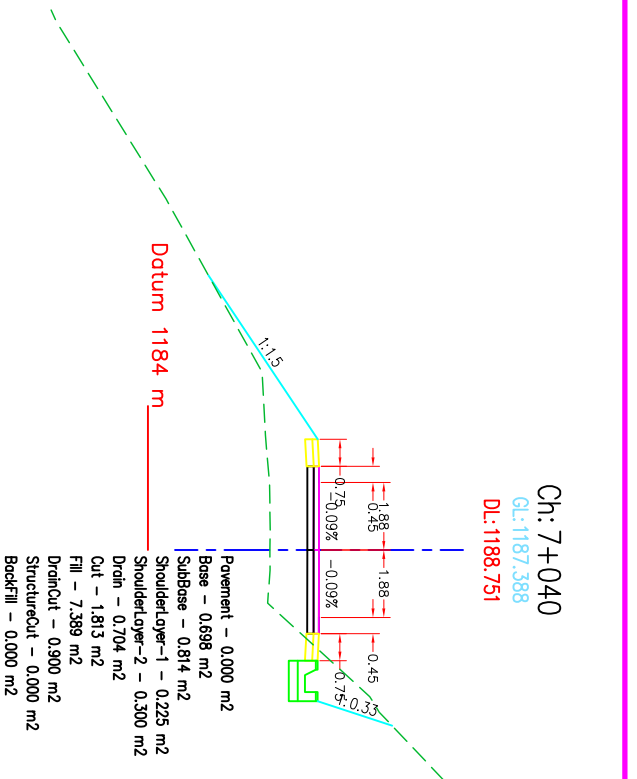 Ch: 7+040
GL:1187.388
DL:1188.751
1.88
1.88
0.45
0.45
0.75
0.75
-0.09%
-0.09%
1:1.5
1:0.33
Datum 1184 m
Pavement - 0.000 m2
Base - 0.698 m2
SubBase - 0.814 m2
ShoulderLayer-1 - 0.225 m2
ShoulderLayer-2 - 0.300 m2
Drain - 0.704 m2
Cut - 1.813 m2
Fill - 7.389 m2
DrainCut - 0.900 m2
StructureCut - 0.000 m2
BackFill - 0.000 m2